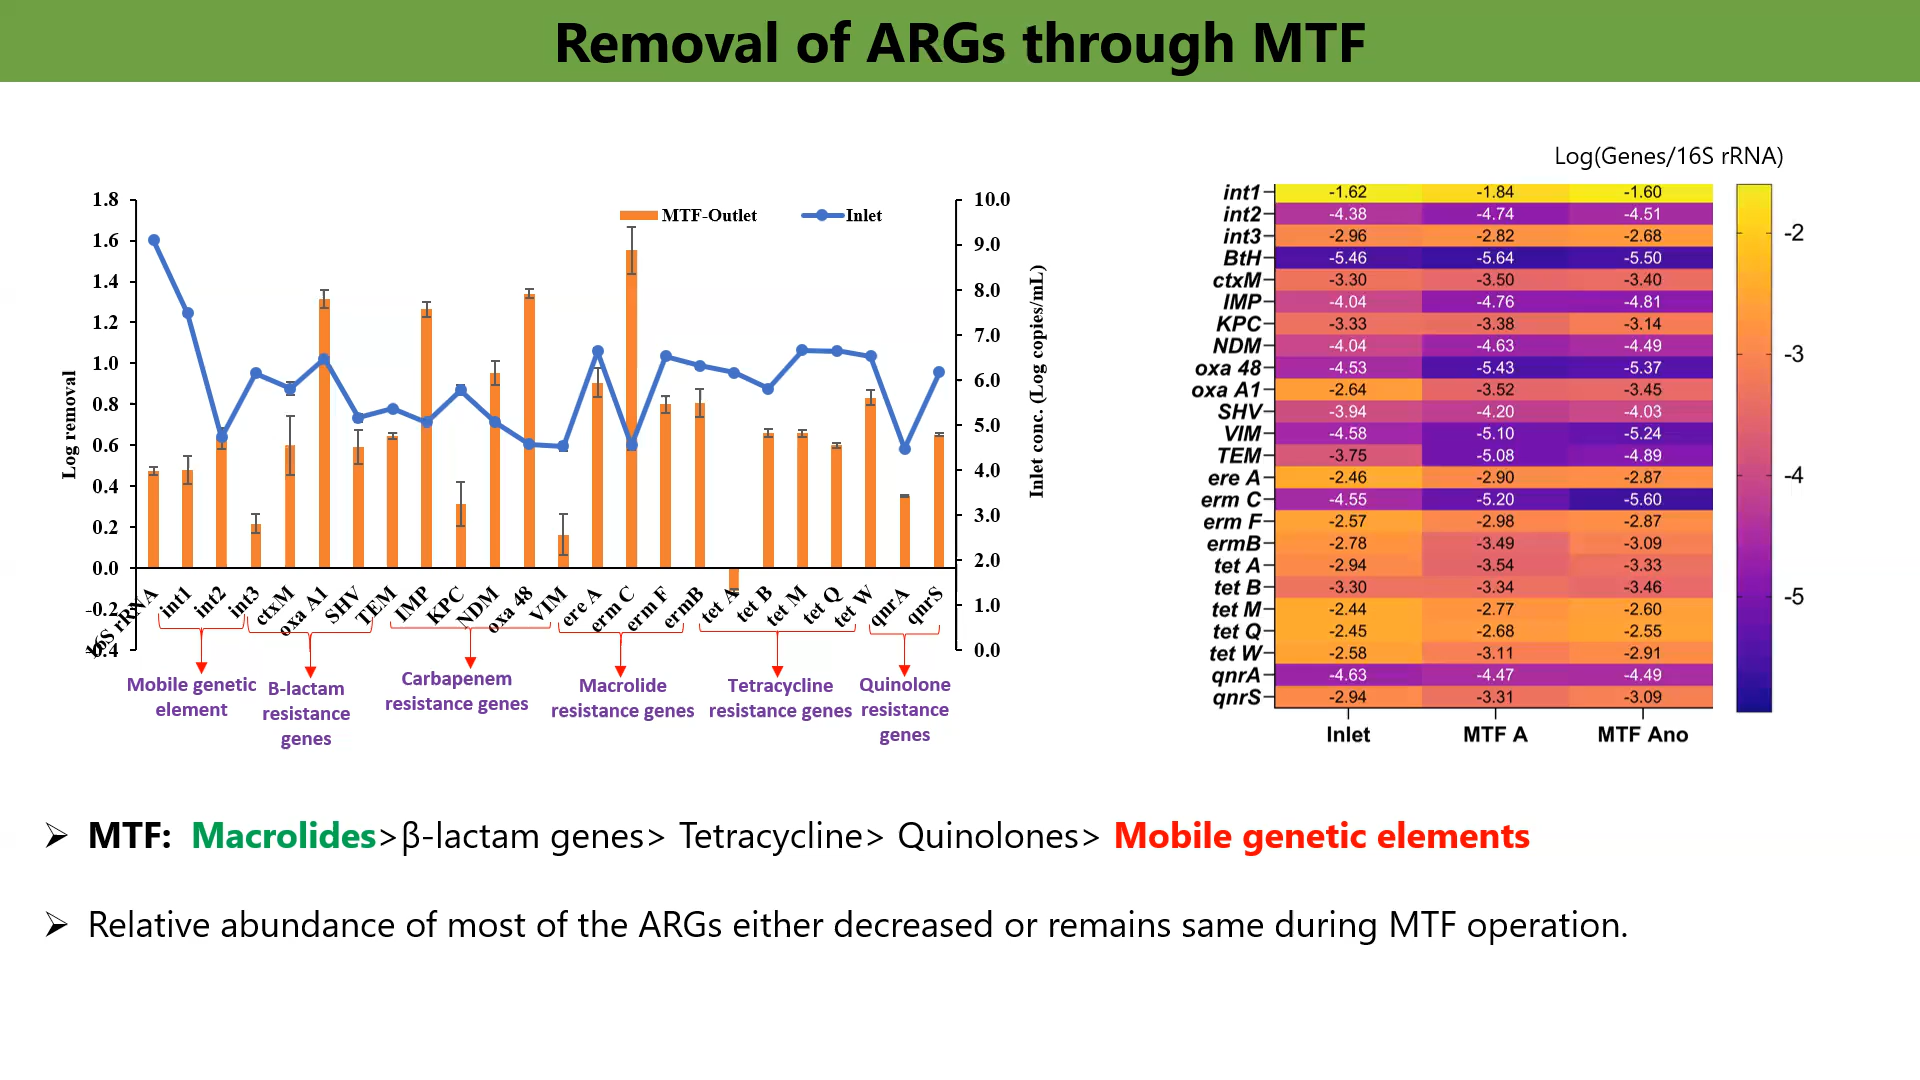 Removal of ARGs through MTF
Log(Genes/16S rRNA)
MTF-Outlet
Inlet
Log removal
1.8
1.6
1.4
1.2
1.0
0.8
0.6
0.4
0.2
0.0
-0.2
-0.4
10.0
9.0
8.0
7.0
6.0
5.0
4.0
3.0
2.0
1.0
0.0
Inlet conc. (Log copies/mL)
16S rRNA
int1
int2
int3
ctxM
oxa A1
SHV
TEM
IMP
KPC
NDM
oxa 48
VIM
ere A
erm C
erm F
ermB
tet A
tet B
tet M
tet Q
tet W
qnrA
qnrS
Mobile genetic
element
B-lactam
resistance
genes
Carbapenem
resistance genes
Macrolide
resistance genes
Tetracycline
resistance genes
Quinolone
resistance
genes
int1 -1.62 -1.84 -1.60
int2 -4.38 -4.74 -4.51
int3 -2.96 -2.82 -2.68
BtH -5.46 -5.64 -5.50
ctxM -3.30 -3.50 -3.40
IMP -4.04 -4.76 -4.81
KPC -3.33 -3.38 -3.14
NDM -4.04 -4.63 -4.49
oxa 48 -4.53 -5.43 -5.37
oxa A1 -2.64 -3.52 -3.45
SHV -3.94 -4.20 -4.03
VIM -4.58 -5.10 -5.24
TEM -3.75 -5.08 -4.89
ere A -2.46 -2.90 -2.87
erm C -4.55 -5.20 -5.60
erm F -2.57 -2.98 -2.87
ermB -2.78 -3.49 -3.09
tet A -2.94 -3.54 -3.33
tet B -3.30 -3.34 -3.46
tet M -2.44 -2.77 -2.60
tet Q -2.45 -2.68 -2.55
tet W -2.58 -3.11 -2.91
qnrA -4.63 -4.47 -4.49
qnrS -2.94 -3.31 -3.09
Inlet MTF A MTF Ano
-2
-3
-4
-5
➢ MTF: Macrolides>β-lactam genes> Tetracycline> Quinolones> Mobile genetic elements
➢ Relative abundance of most of the ARGs either decreased or remains same during MTF operation.